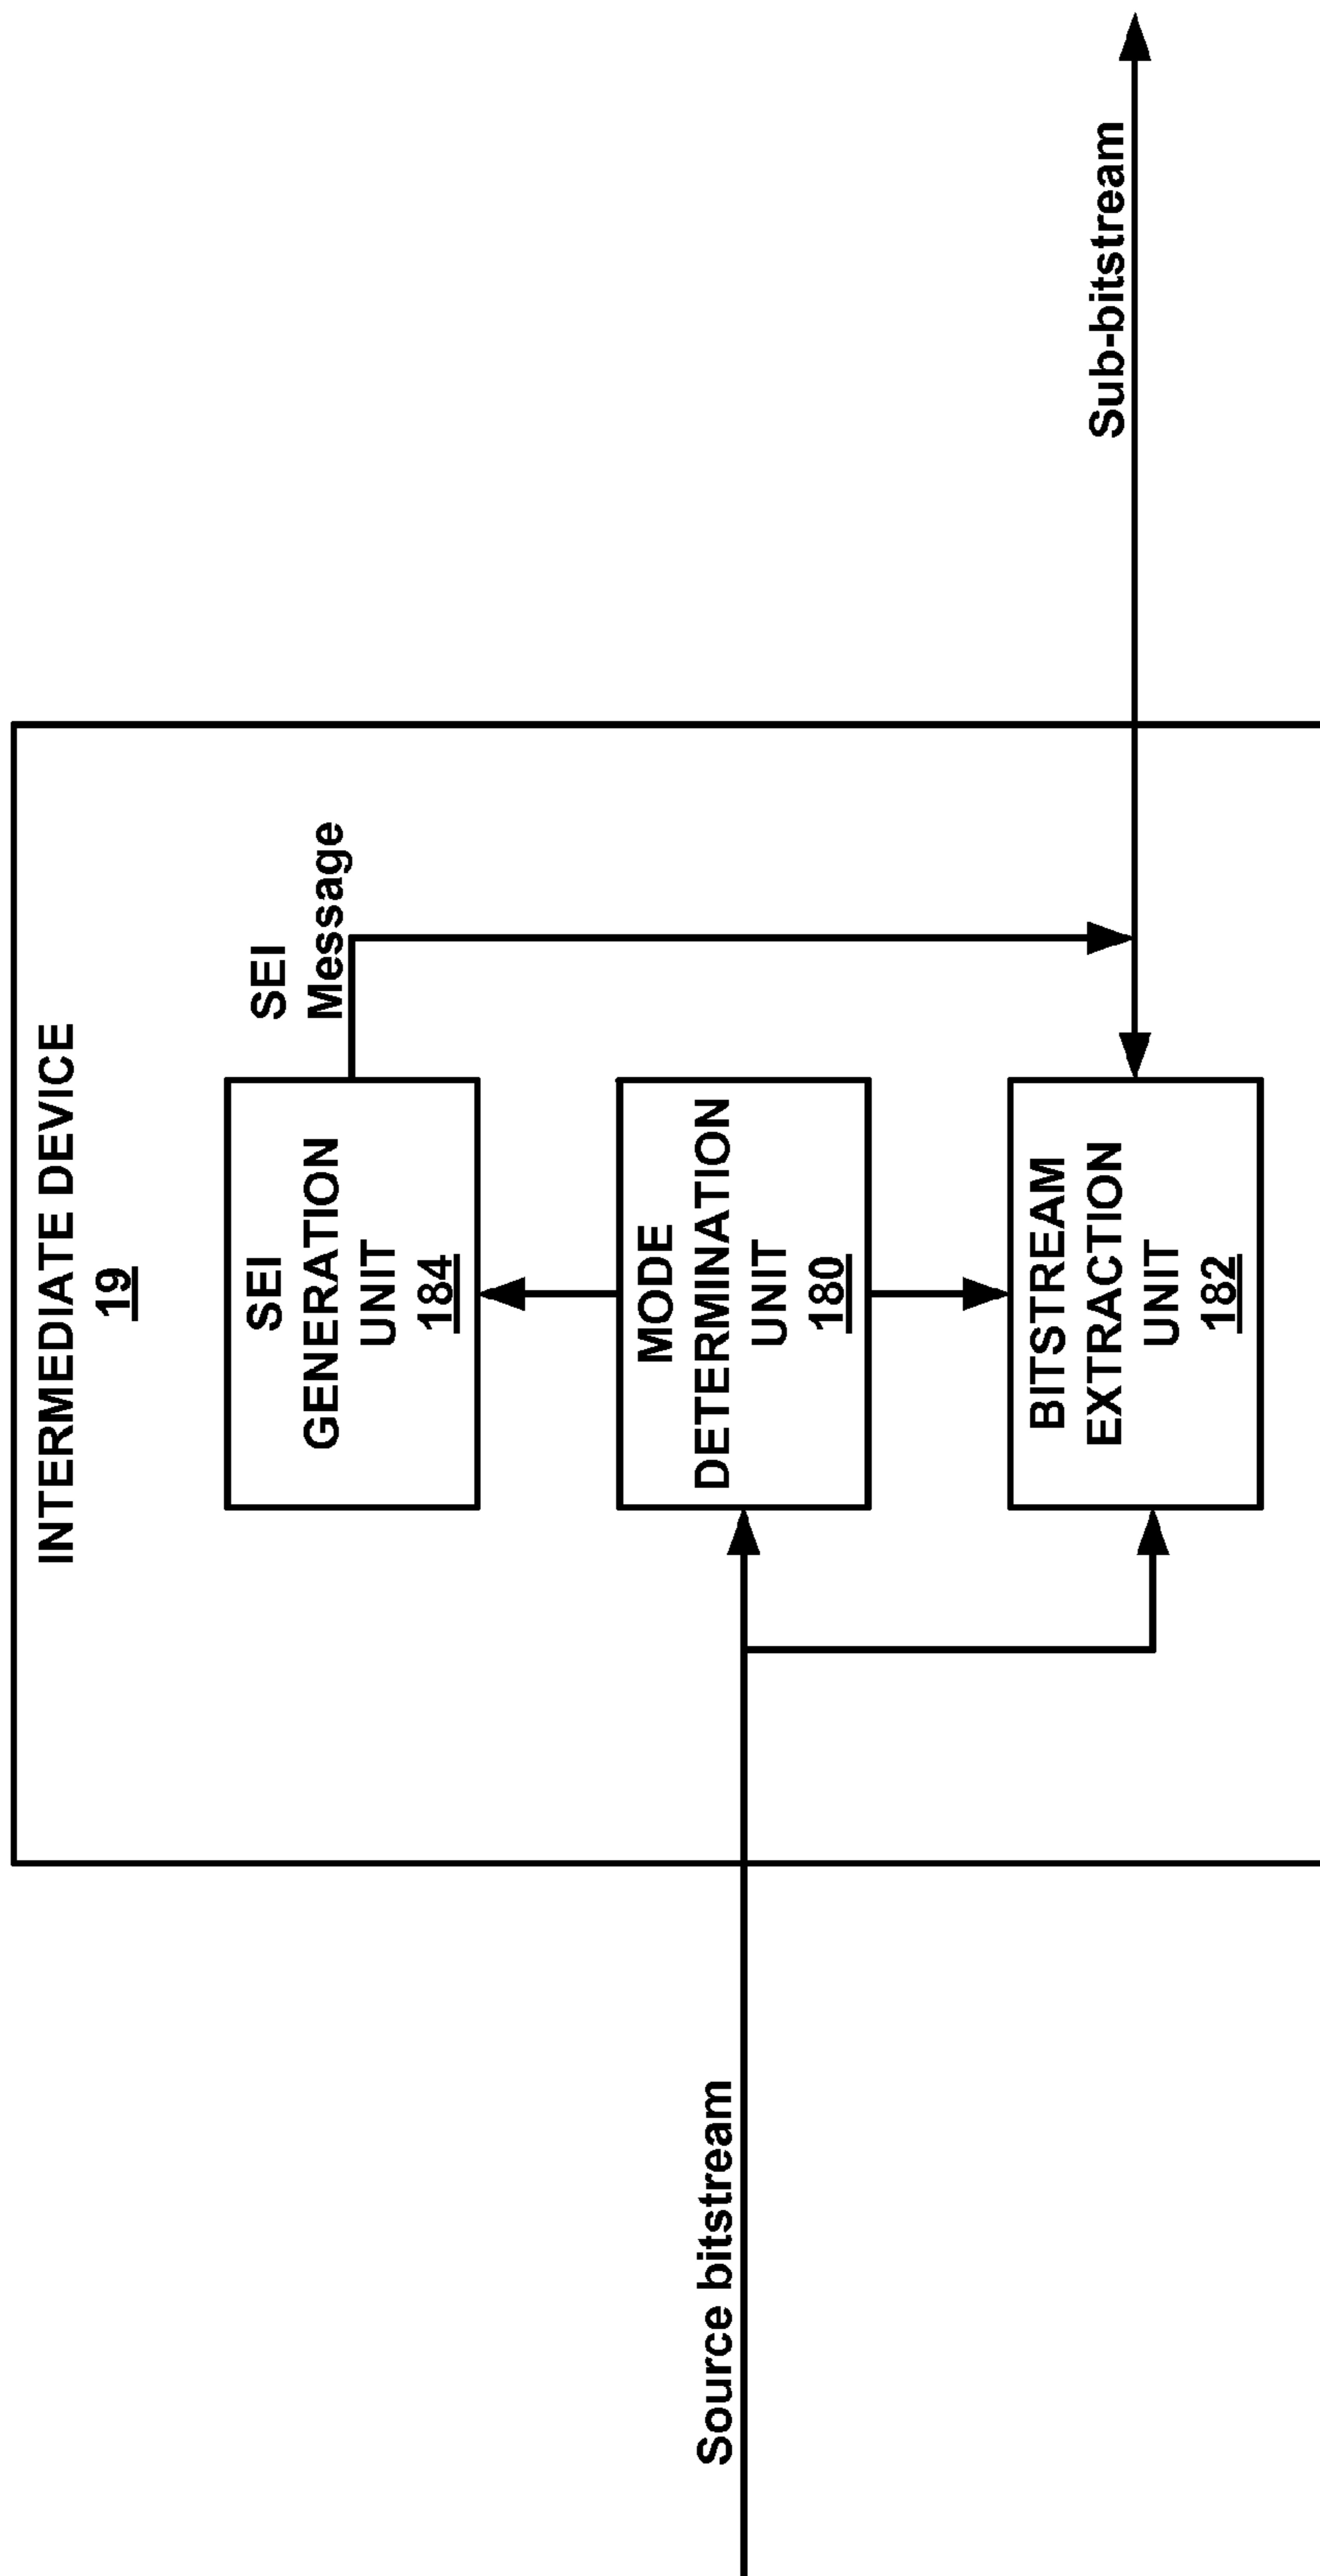 INTERMEDIATE DEVICE
19
SEI
Message
SEI
GENERATION
UNIT
184
Source bitstream
MODE
DETERMINATION
UNIT
180
BITSTREAM
EXTRACTION
UNIT
182
Sub-bitstream